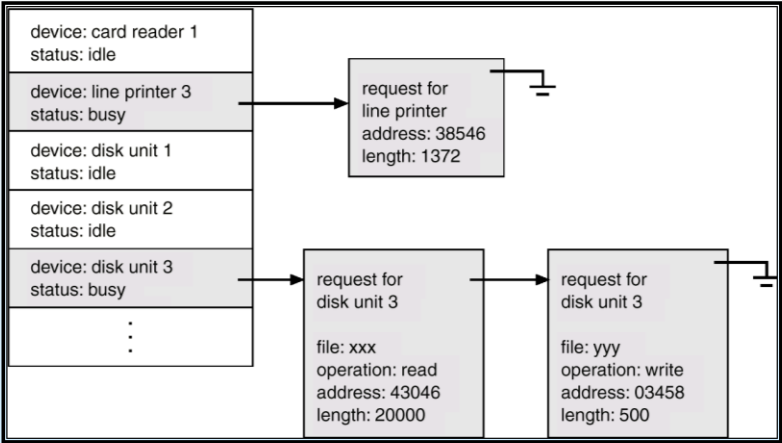 device: card reader 1
status: idle
device: line printer 3
status: busy
device: disk unit 1
status: idle
device: disk unit 2
status: idle
device: disk unit 3
status: busy
request for
line printer
address: 38546
length: 1372
request for
disk unit 3
file: xxx
operation: read
address: 43046
length: 20000
request for
disk unit 3
file: yyy
operation: write
address: 03458
length: 500